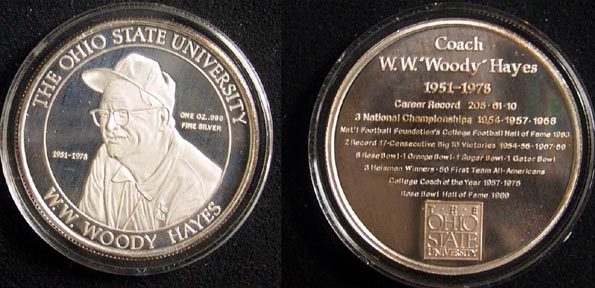 THE OHIO STATE UNIVERSITY
ONE OZ .999
FINE SILVER
1951-1978
W.W. WOODY HAYES
Coach
W. W. "Woody" Hayes
1951-1978
Career Record 205-61-10
3 National Championships 1954-1957-1968
Nat'l Football Foundation's College Football Hall of Fame 1983
2 Record 17-Consecutive Big 10 Victories 1954-56-1967-69
8 Rose Bowl-1 Orange Bowl-1 Sugar Bowl-1 Gator Bowl
3 Heisman Winners-56 First Team All-Americans
College Coach of the Year 1957-1975
Rose Bowl Hall of Fame 1989
THE
OHIO
STATE
UNIVERSITY